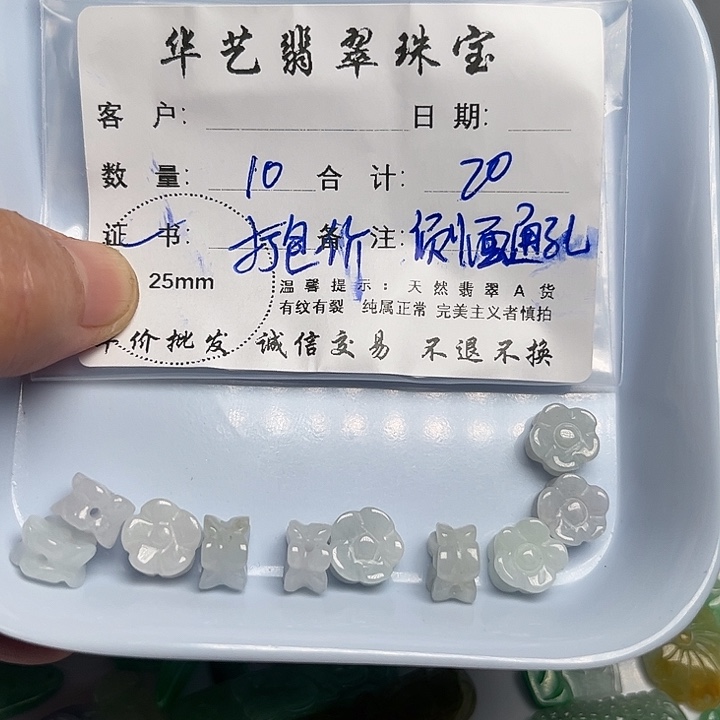 华艺翡翠珠宝
客 户: 日 期:
数 量: 10 合 计: 20
证 书: 打包价 备 注: 侧面通孔
25mm
温馨提示: 天然翡翠A货
有纹有裂 纯属正常 完美主义者慎拍
价批发 诚信交易 不退不换